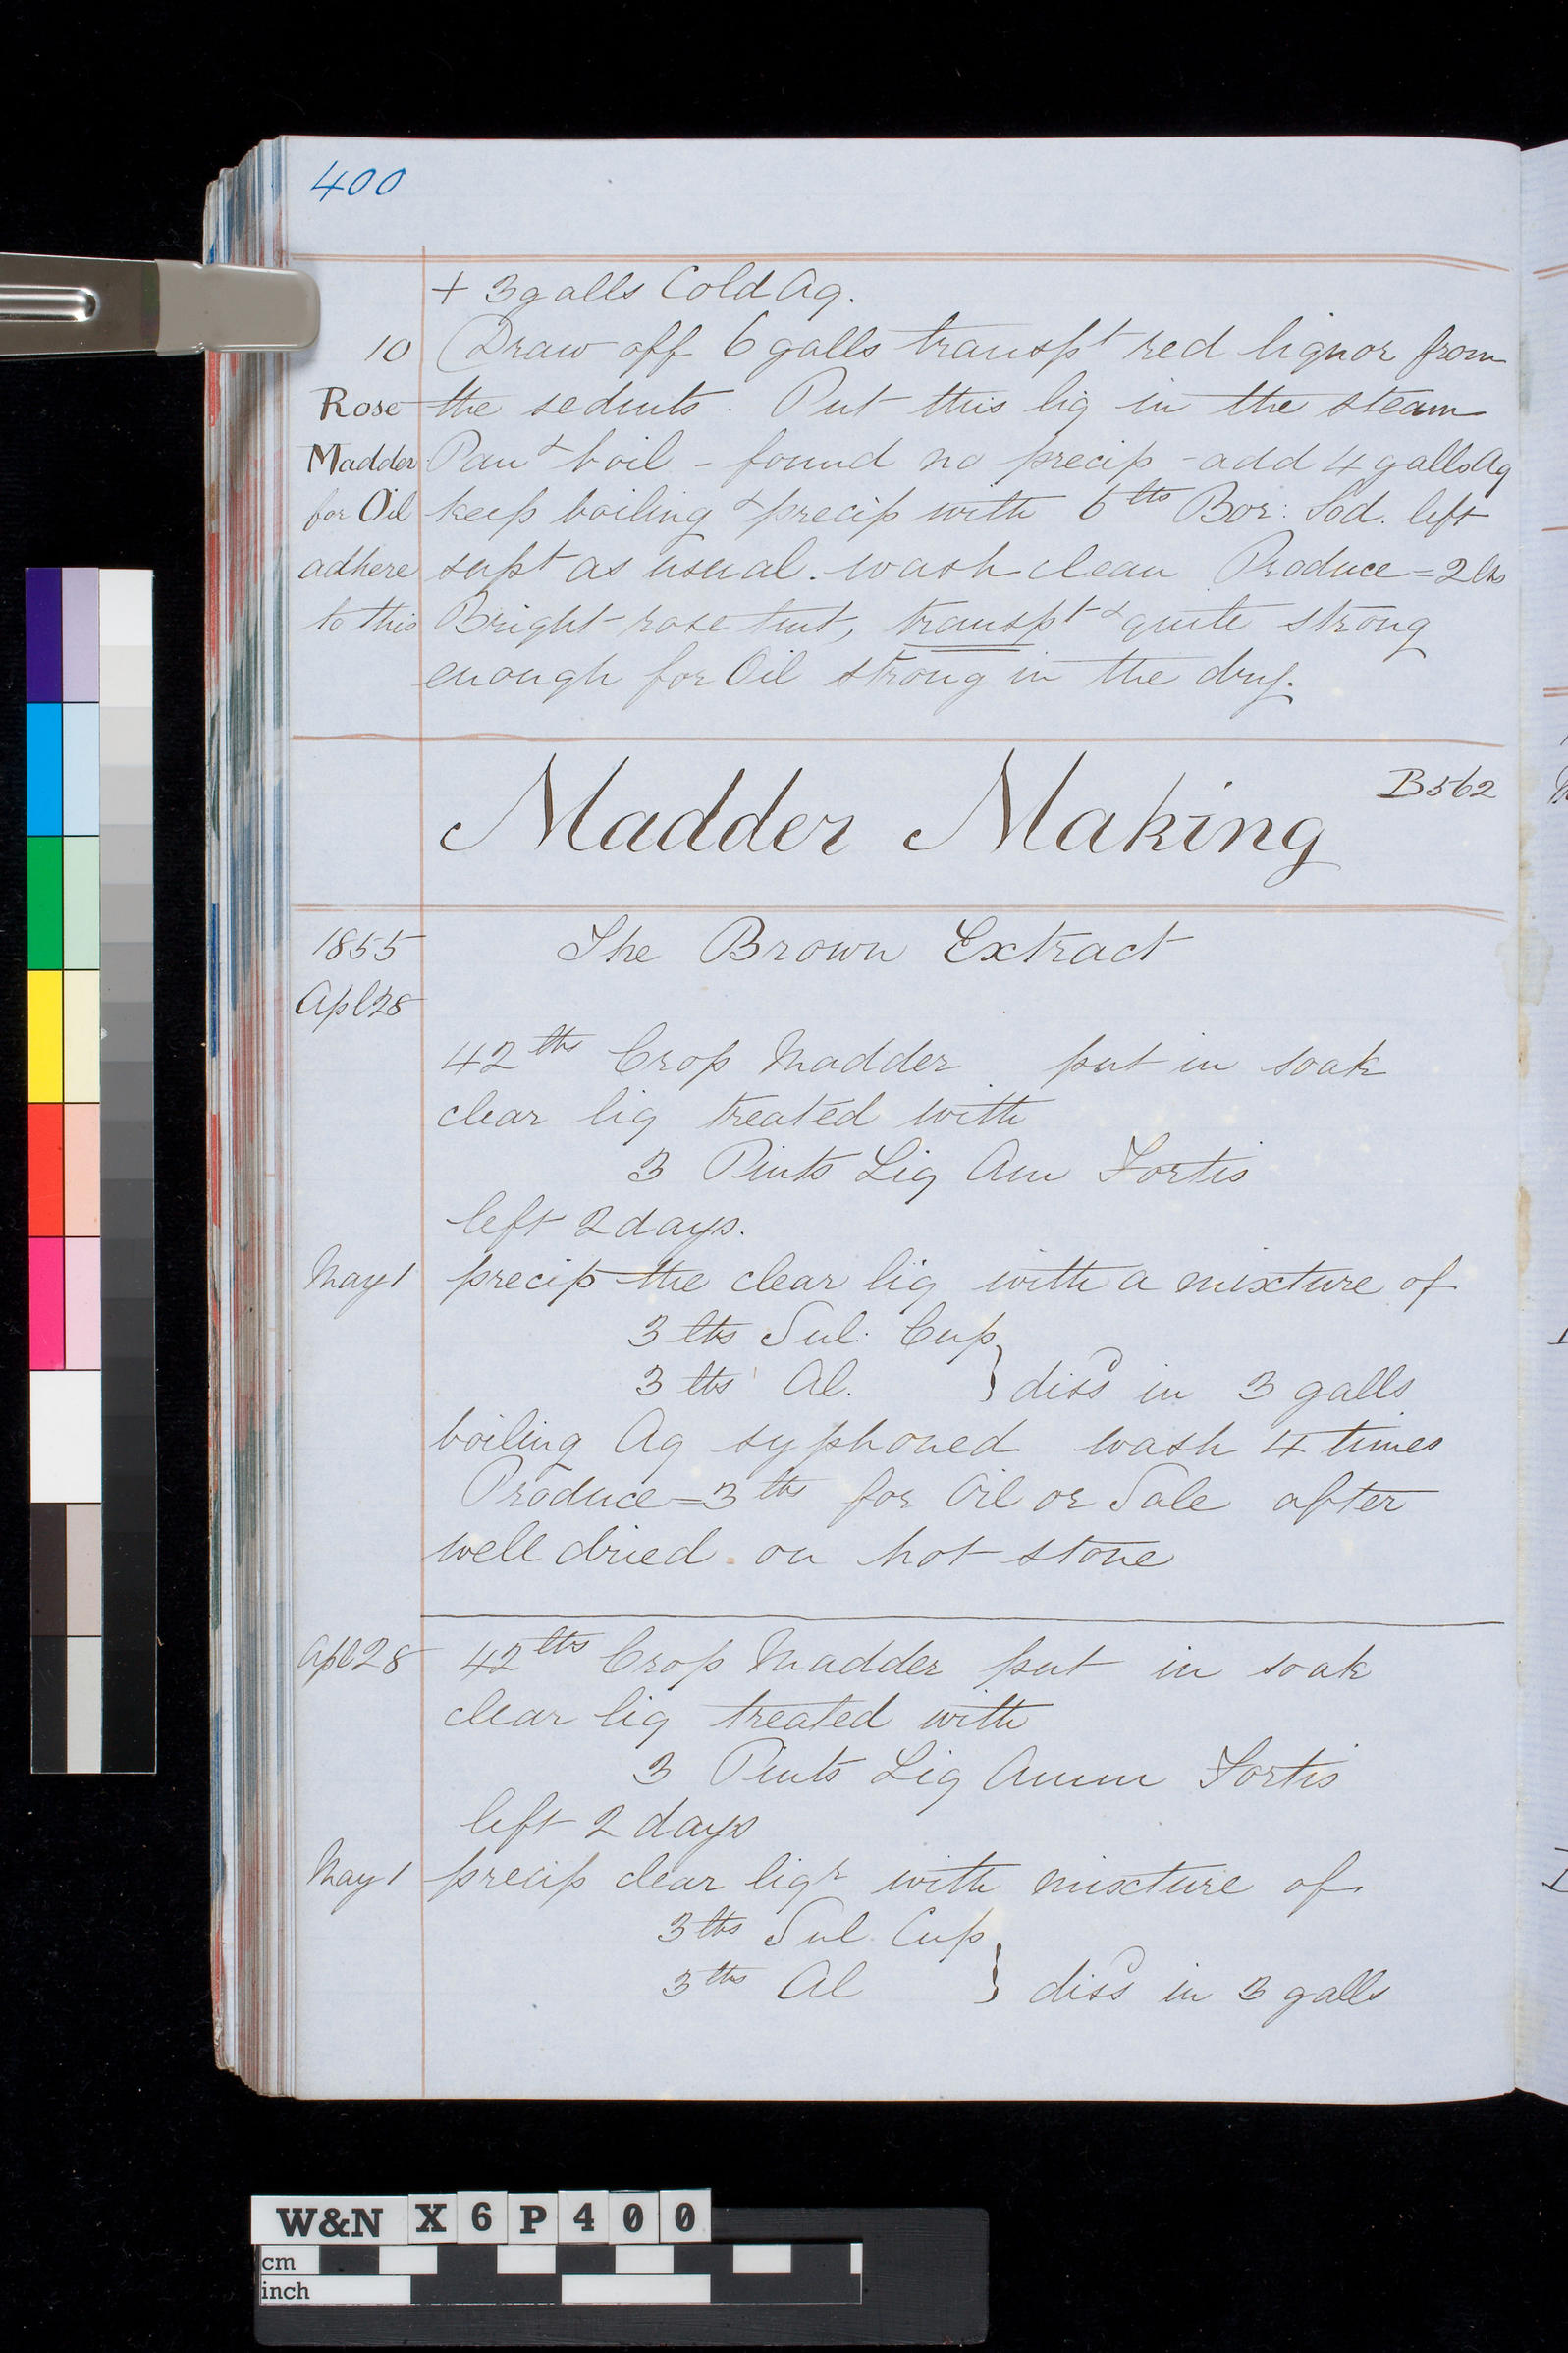 400
+ 3 galls Cold Aq.
10 Draw off 6 galls transpt red liquor from
Rose the sedmts. Put this liq in the steam
Madder Pan & boil - found no precip - add 4 galls Aq
for Oil keep boiling & precip with 6 lbs Bor: Sod. left
adhere supt as usual. wash clean Produce = 2 lbs
to this Bright rose tint, transpt & quite strong
enough for Oil strong in the dry.
Madder Making B562
1855 The Brown Extract
Apl 28
42 lbs Crop Madder put in soak
clear liq treated with
3 Pints Liq Am Fortis
left 2 days.
May 1 precip the clear liq with a mixture of
3 lbs Sul: Cup
3 lbs Al. } dissd in 3 galls
boiling Aq syphoned wash 4 times
Produce = 3 lbs for Oil or Sale after
well dried on hot stone
Apl 28 42 lbs Crop Madder put in soak
clear liq treated with
3 Pints Liq Amm Fortis
left 2 days
May 1 precip clear liqr with mixture of
3 lbs Sul. Cup
3 lbs Al } dissd in 3 galls
W&N X6P400
cm
inch